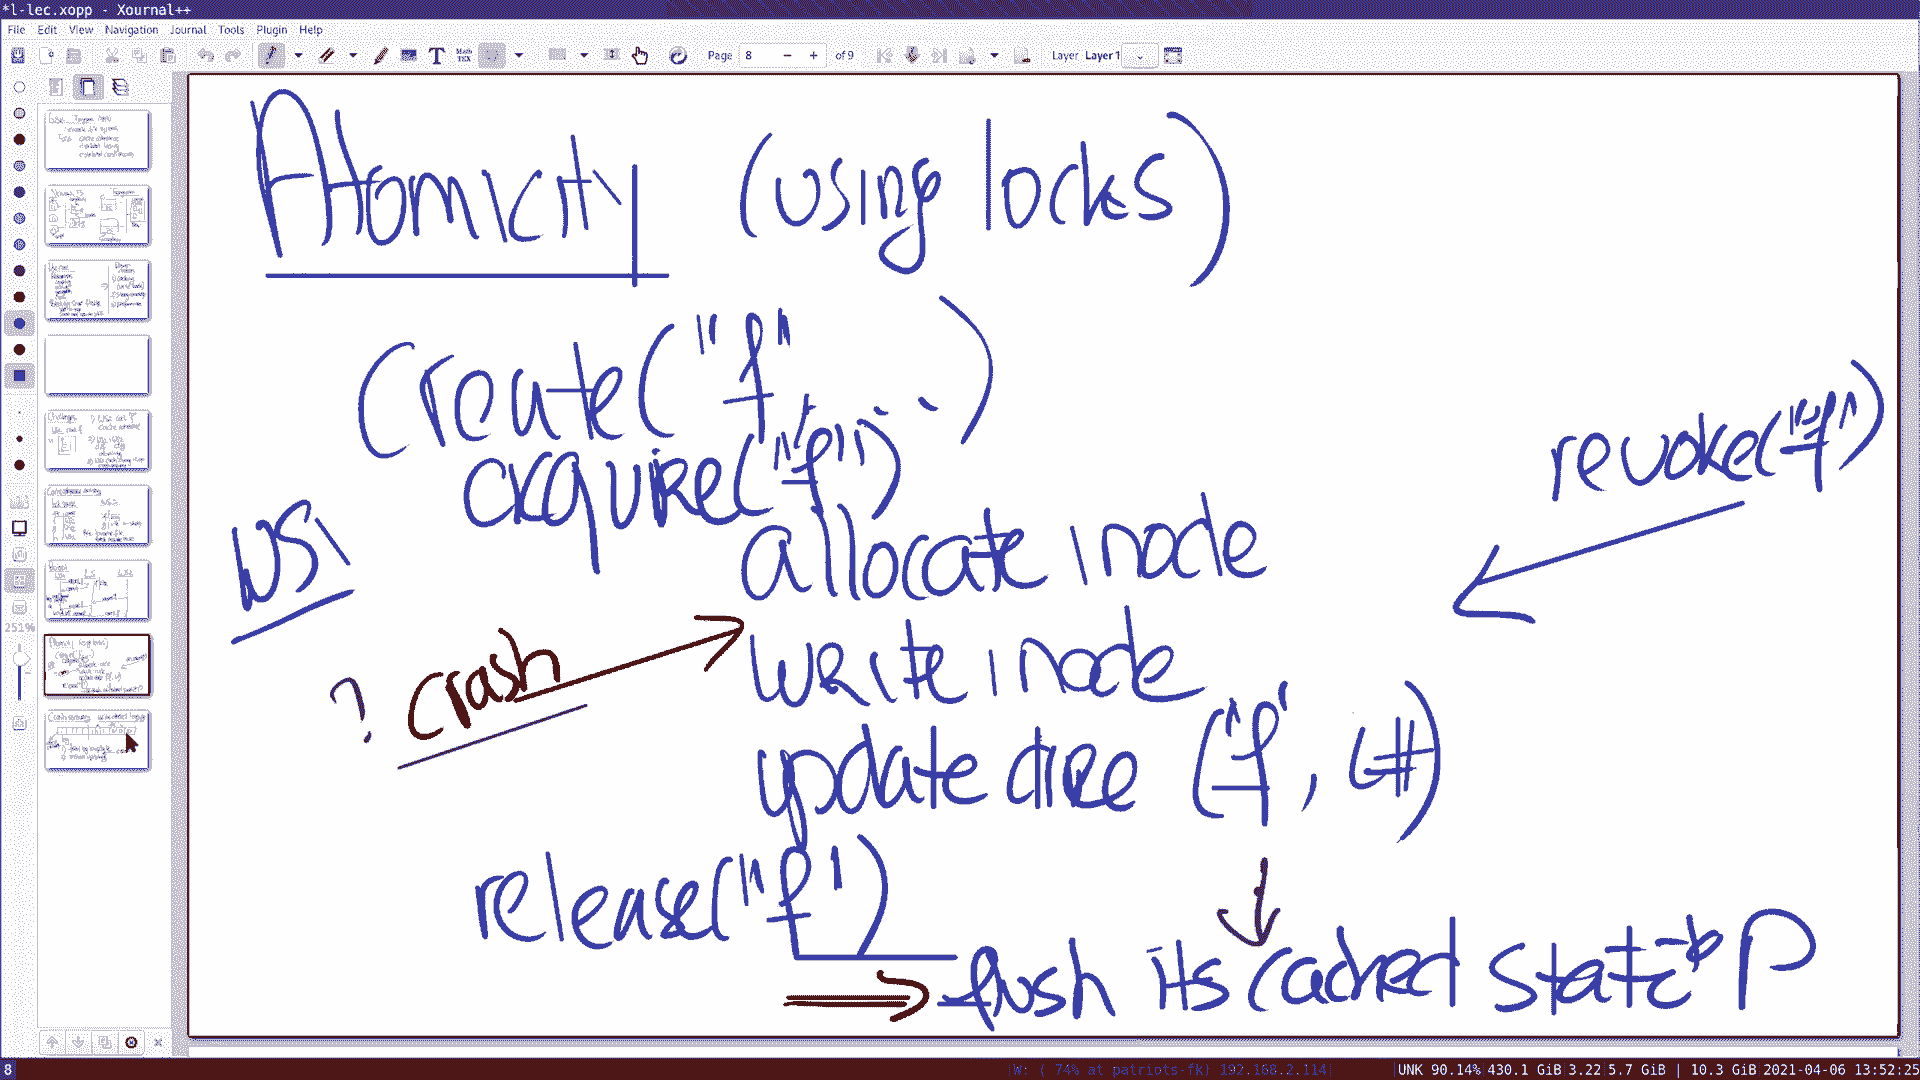 *l-lec.xopp - Xournal++
File Edit View Navigation Journal Tools Plugin Help
Page 8 of 9 Layer Layer 1
251%
Atomicity (using locks)
Create("f", ...)
acquire("f")
revoke("f")
allocate inode
WS1
? crash
write inode
update dire ("f", i#)
release("f")
flush its cached state to P
8
W: ( 74% at patriots-fk) 192.168.2.114| |UNK 90.14% 430.1 GiB 3.22 5.7 GiB | 10.3 GiB 2021-04-06 13:52:25